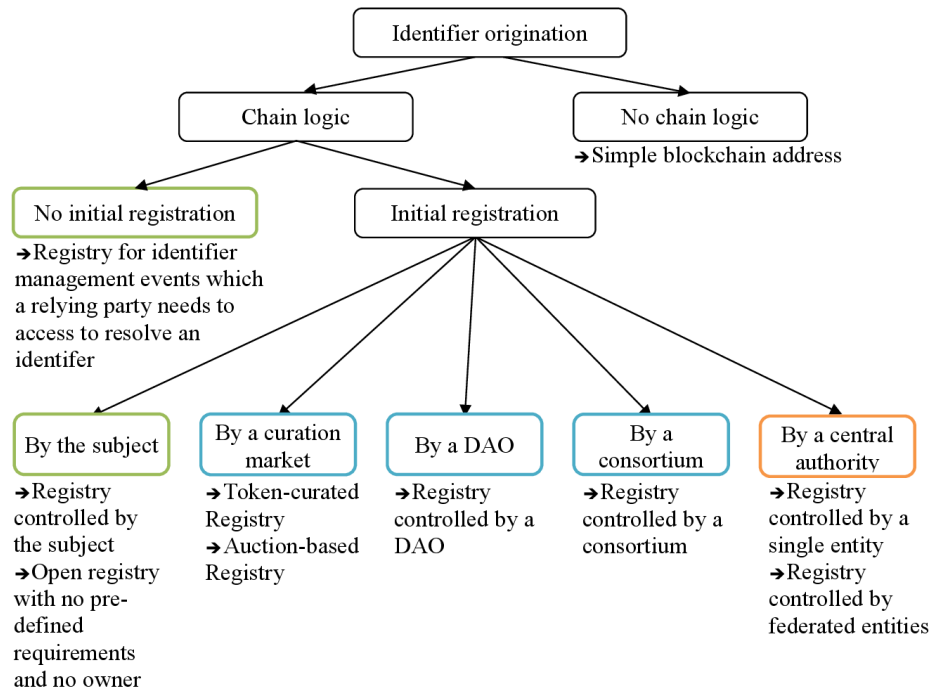 Identifier origination
Chain logic
No chain logic
➔Simple blockchain address
No initial registration
Initial registration
➔Registry for identifier
management events which
a relying party needs to
access to resolve an
identifer
By the subject
By a curation
market
By a DAO
By a
consortium
By a central
authority
➔Registry
controlled by
the subject
➔Open registry
with no pre-
defined
requirements
and no owner
➔Token-curated
Registry
➔Auction-based
Registry
➔Registry
controlled by a
DAO
➔Registry
controlled by a
consortium
➔Registry
controlled by a
single entity
➔Registry
controlled by
federated entities